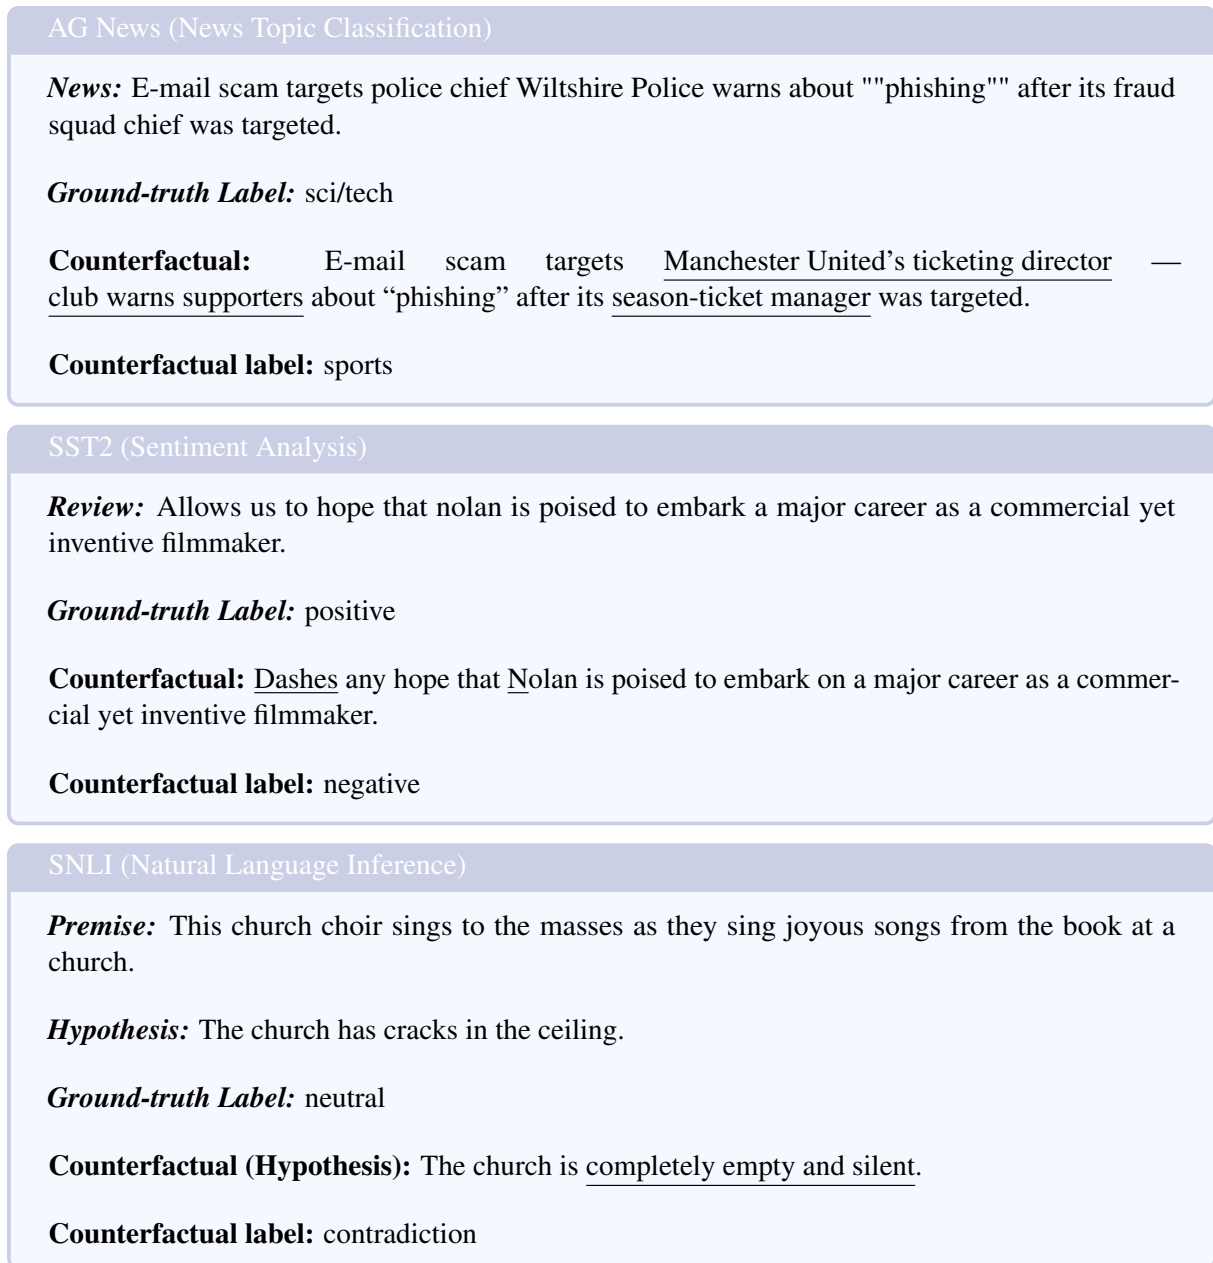 AG News (News Topic Classification)
News: E-mail scam targets police chief Wiltshire Police warns about ""phishing"" after its fraud
squad chief was targeted.
Ground-truth Label: sci/tech
Counterfactual: E-mail scam targets Manchester United's ticketing director —
club warns supporters about “phishing” after its season-ticket manager was targeted.
Counterfactual label: sports
SST2 (Sentiment Analysis)
Review: Allows us to hope that nolan is poised to embark a major career as a commercial yet
inventive filmmaker.
Ground-truth Label: positive
Counterfactual: Dashes any hope that Nolan is poised to embark on a major career as a commer-
cial yet inventive filmmaker.
Counterfactual label: negative
SNLI (Natural Language Inference)
Premise: This church choir sings to the masses as they sing joyous songs from the book at a
church.
Hypothesis: The church has cracks in the ceiling.
Ground-truth Label: neutral
Counterfactual (Hypothesis): The church is completely empty and silent.
Counterfactual label: contradiction